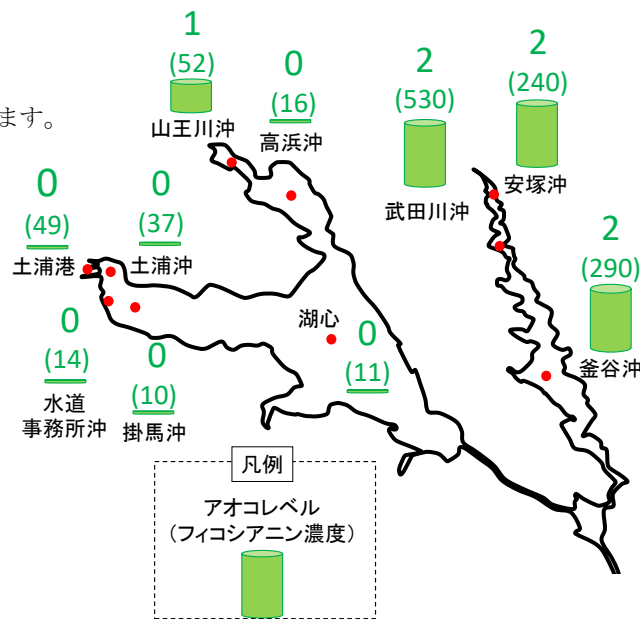 ます。
1
(52)
山王川沖
0
(16)
高浜沖
2
(530)
武田川沖
2
(240)
安塚沖
0
(49)
土浦港
0
(37)
土浦沖
2
(290)
釜谷沖
湖心
0
(11)
0
(14)
水道
事務所沖
0
(10)
掛馬沖
凡例
アオコレベル
(フィコシアニン濃度)